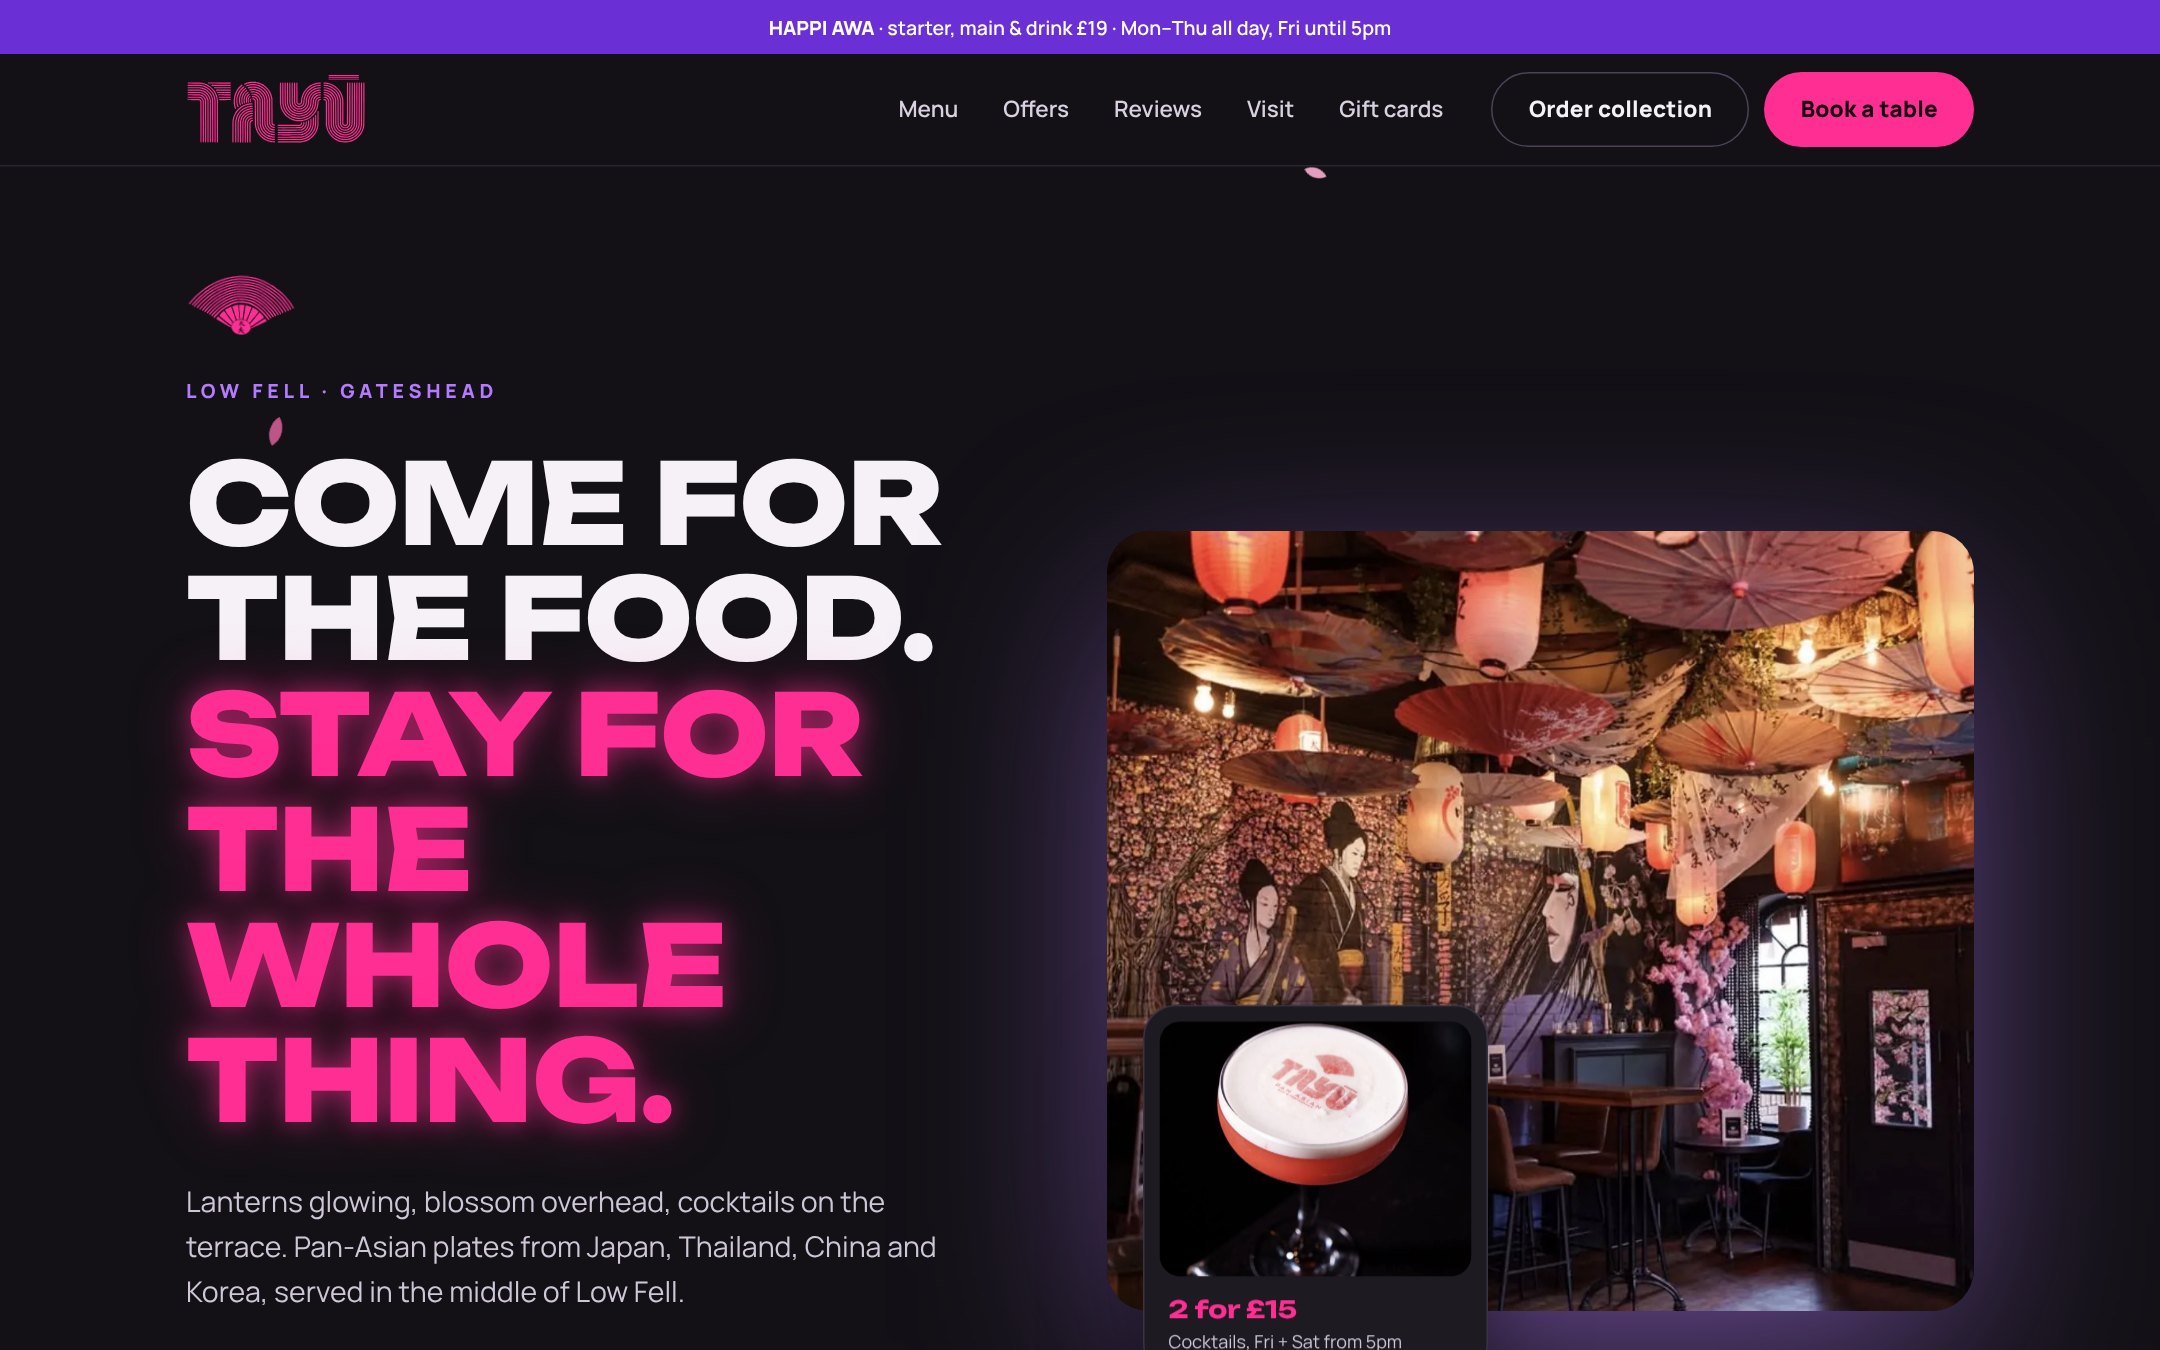 HAPPI AWA · starter, main & drink £19 · Mon–Thu all day, Fri until 5pm
TAYŪ
Menu
Offers
Reviews
Visit
Gift cards
Order collection
Book a table
LOW FELL · GATESHEAD
COME FOR
THE FOOD.
STAY FOR
THE
WHOLE
THING.
Lanterns glowing, blossom overhead, cocktails on the
terrace. Pan-Asian plates from Japan, Thailand, China and
Korea, served in the middle of Low Fell.
TAYŪ
PAN ASIAN
2 for £15
Cocktails, Fri + Sat from 5pm